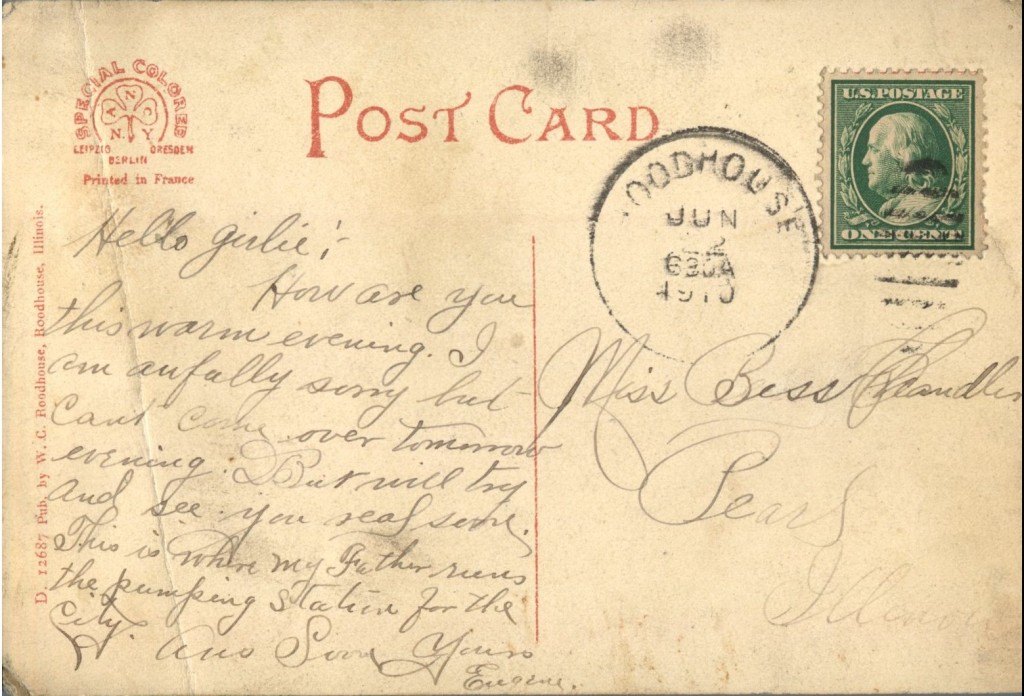 SPECIAL COLORED
A N C
N. Y
LEIPZIG DRESDEN
BERLIN
Printed in France
POST CARD
U.S. POSTAGE
ONE CENT
OODHOUSE
JUN
630A
1910
D. 12687 Pub. by W. C. Roodhouse, Roodhouse, Illinois.
Hello girlie;-
How are you
this warm evening. I
am anfally sorry but
can't come over tomorrow
evening. But will try
and see you real soon.
This is where my Father runs
the pumping station for the
City.
Ans Soon Yours
Eugene.
Miss Bess Chandler
Pearl
Illinois